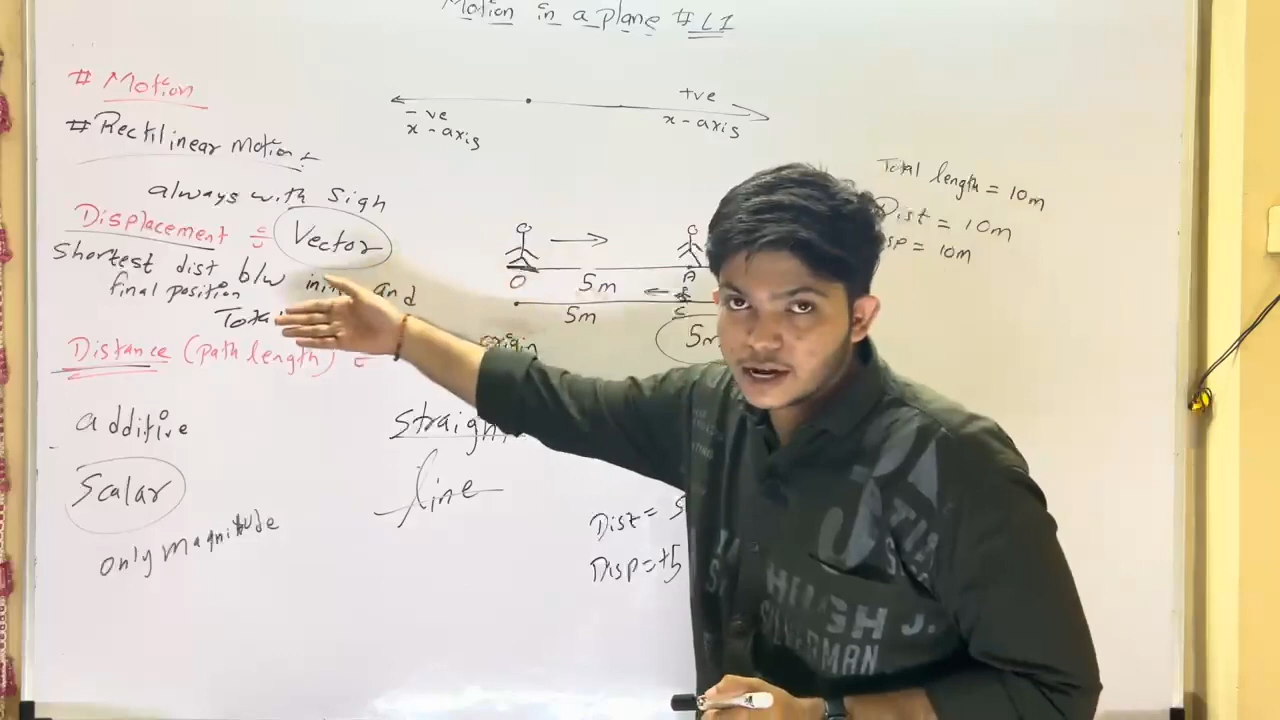 Motion in a plane # L1
# Motion
# Rectilinear Motion :-
-ve
x-axis
+ve
x-axis
always with sign
Displacement ÷ Vector
shortest dist b/w and
final position
Distance (path length)
additive
Scalar
only magnitude
straight
line
O
5m
A
5m
C
origin
Total length = 10m
Dist = 10m
= 10m
Dist =
Disp = +5